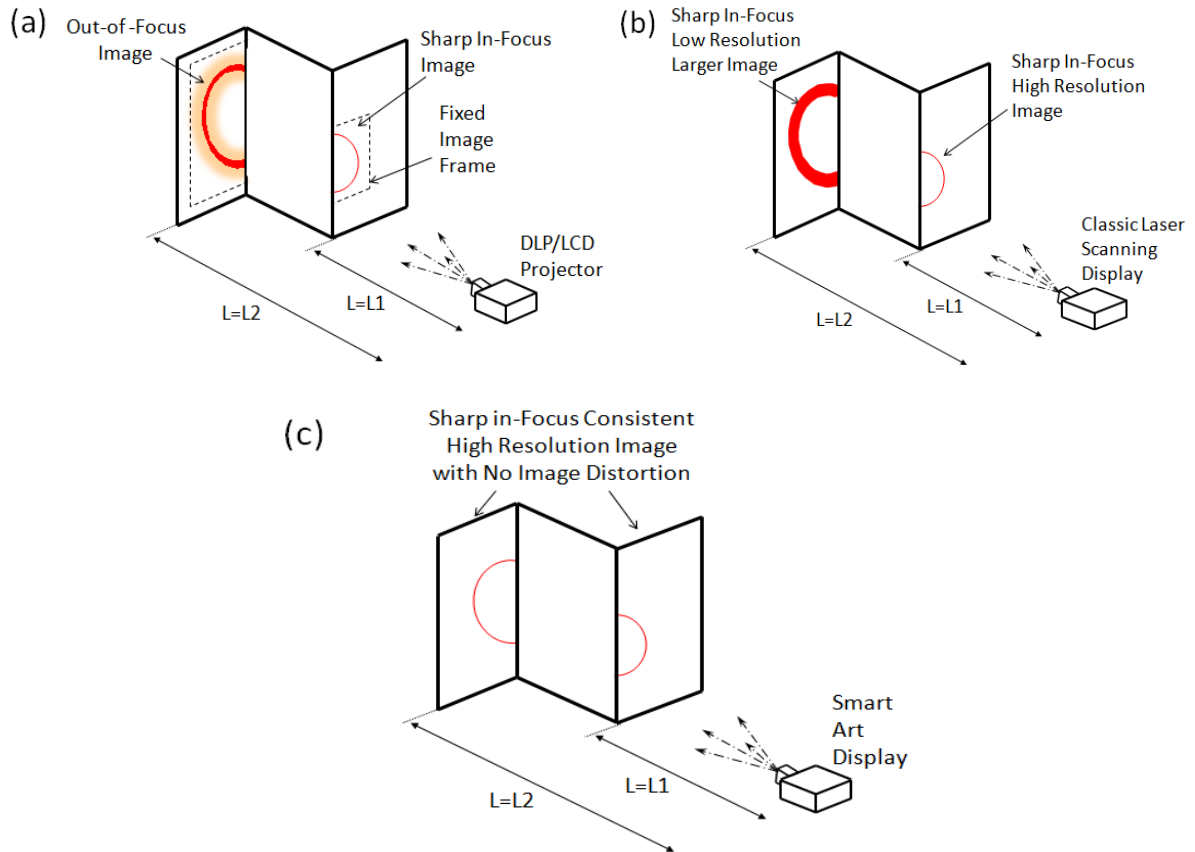 (a)
Out-of -Focus
Image
Sharp In-Focus
Image
Fixed
Image
Frame
DLP/LCD
Projector
L=L1
L=L2
(b)
Sharp In-Focus
Low Resolution
Larger Image
Sharp In-Focus
High Resolution
Image
Classic Laser
Scanning
Display
L=L1
L=L2
(c)
Sharp in-Focus Consistent
High Resolution Image
with No Image Distortion
Smart
Art
Display
L=L1
L=L2